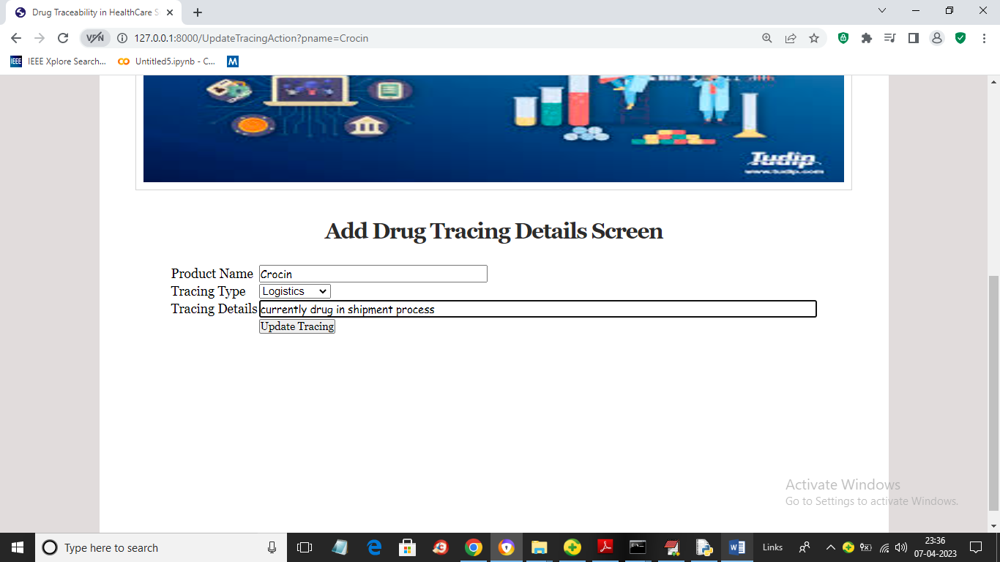 Drug Traceability in HealthCare S
VPN
127.0.0.1:8000/UpdateTracingAction?pname=Crocin
IEEE IEEE Xplore Search... Untitled5.ipynb - C... M
Tudip
www.tudip.com
Add Drug Tracing Details Screen
Product Name Crocin
Tracing Type Logistics
Tracing Details currently drug in shipment process
Update Tracing
Activate Windows
Go to Settings to activate Windows.
Type here to search
Links
23:36
07-04-2023